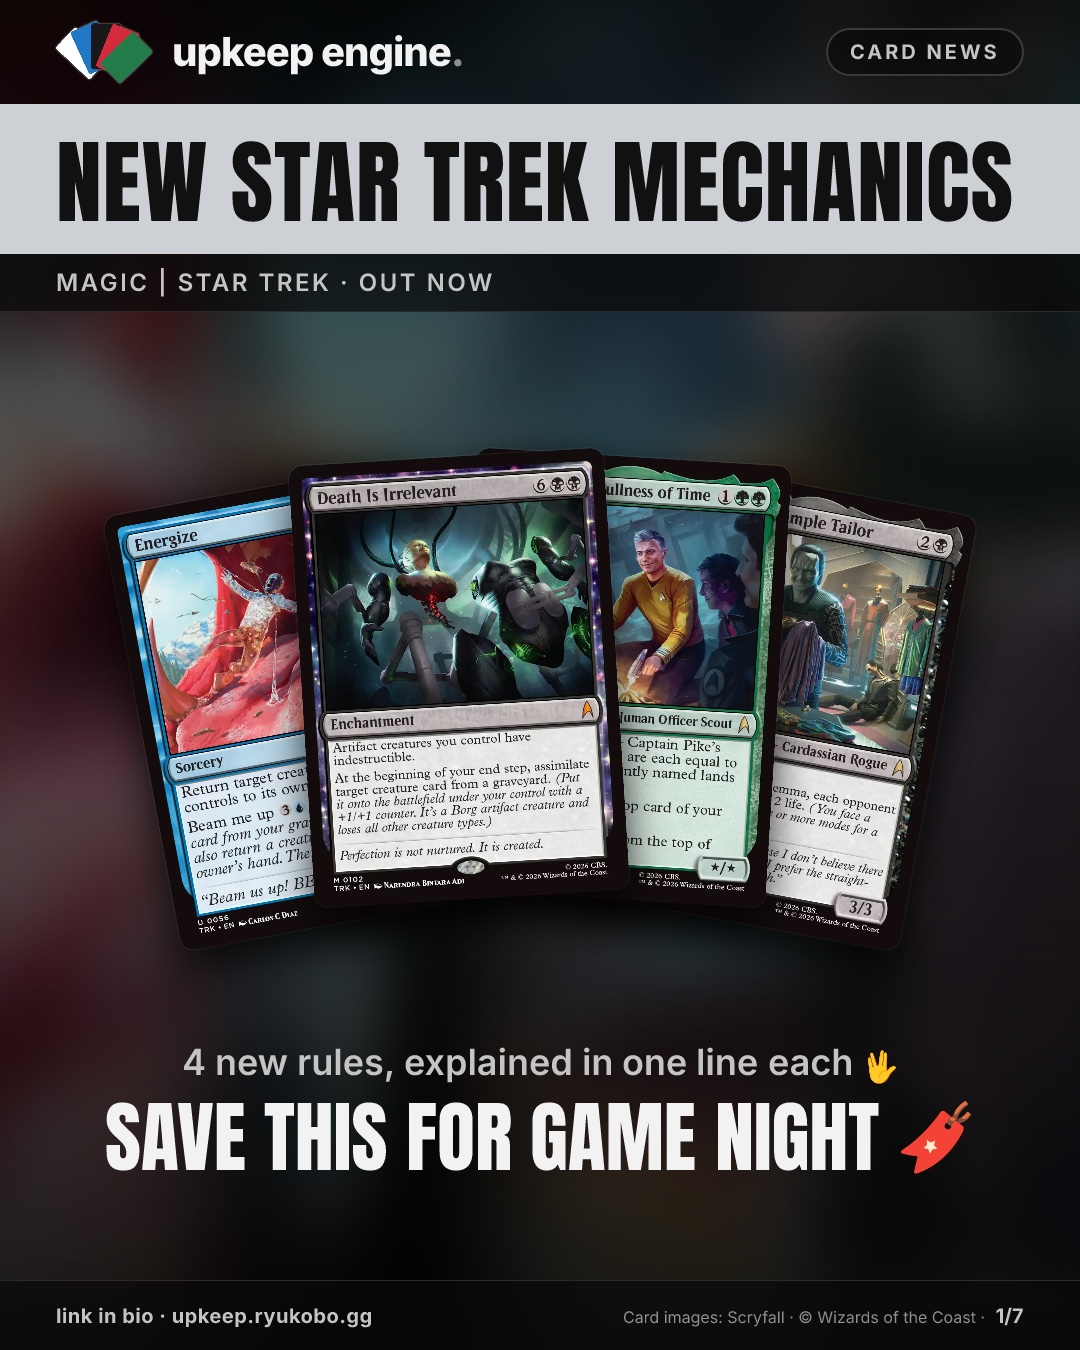 upkeep engine.
CARD NEWS
NEW STAR TREK MECHANICS
MAGIC | STAR TREK · OUT NOW
Energize
Sorcery
Return target
controls to its own
Beam me up 3
card from your
also return a
owner's hand. The
"Beam us up!
U 0056
TRK • EN Carlos C Diaz
Death Is Irrelevant
6
Enchantment
Artifact creatures you control have
indestructible.
At the beginning of your end step, assimilate
target creature card from a graveyard. (Put
it onto the battlefield under your control with a
+1/+1 counter. It's a Borg artifact creature and
loses all other creature types.)
Perfection is not nurtured. It is created.
M 0102
TRK • EN Narendra Bintara Adi
© 2026 CBS.
™ & © 2026 Wizards of the Coast
ullness of Time
1
Human Officer Scout
Captain Pike's
are each equal to
ntly named lands
op card of your
om the top of
*/*
© 2026 CBS.
™ & © 2026 Wizards of the Coast
mple Tailor
2
Cardassian Rogue
emma, each opponent
2 life. (You face a
or more modes for a
se I don't believe there
I prefer the straight-
3/3
© 2026 CBS.
™ & © 2026 Wizards of the Coast
4 new rules, explained in one line each 🖖
SAVE THIS FOR GAME NIGHT 🔖
link in bio · upkeep.ryukobo.gg
Card images: Scryfall · © Wizards of the Coast · 1/7